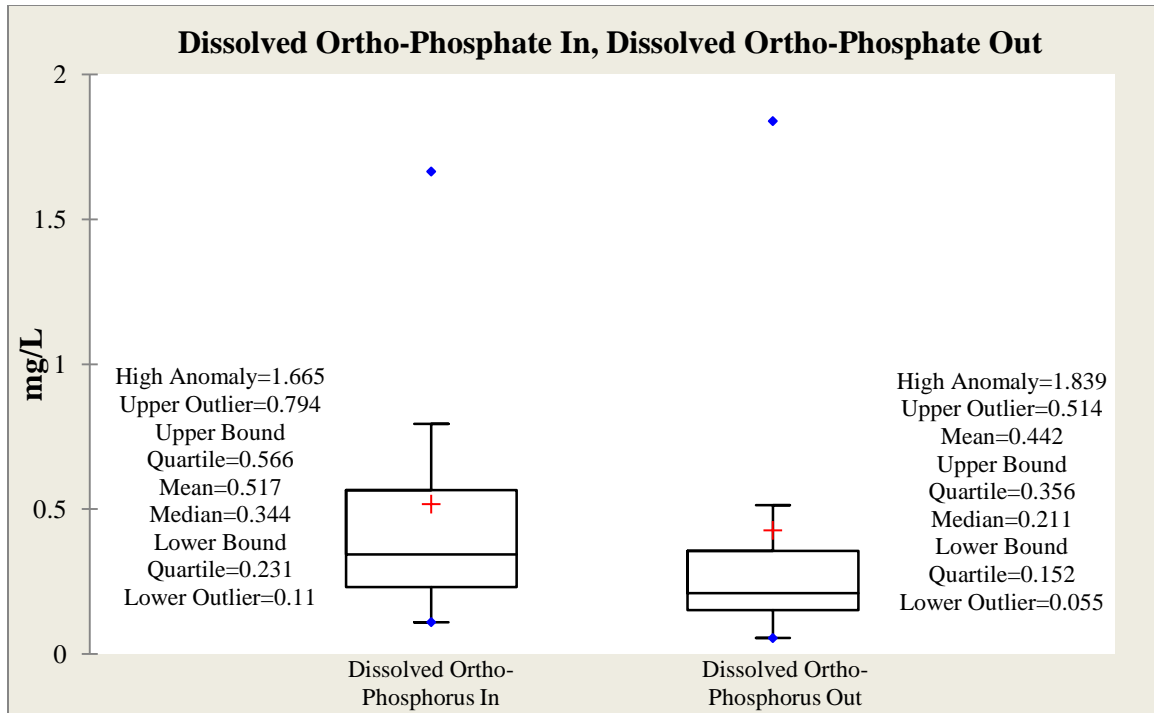 Dissolved Ortho-Phosphate In, Dissolved Ortho-Phosphate Out
2
1.5
1
0.5
0
mg/L
High Anomaly=1.665
Upper Outlier=0.794
Upper Bound
Quartile=0.566
Mean=0.517
Median=0.344
Lower Bound
Quartile=0.231
Lower Outlier=0.11
High Anomaly=1.839
Upper Outlier=0.514
Mean=0.442
Upper Bound
Quartile=0.356
Median=0.211
Lower Bound
Quartile=0.152
Lower Outlier=0.055
Dissolved Ortho-
Phosphorus In
Dissolved Ortho-
Phosphorus Out